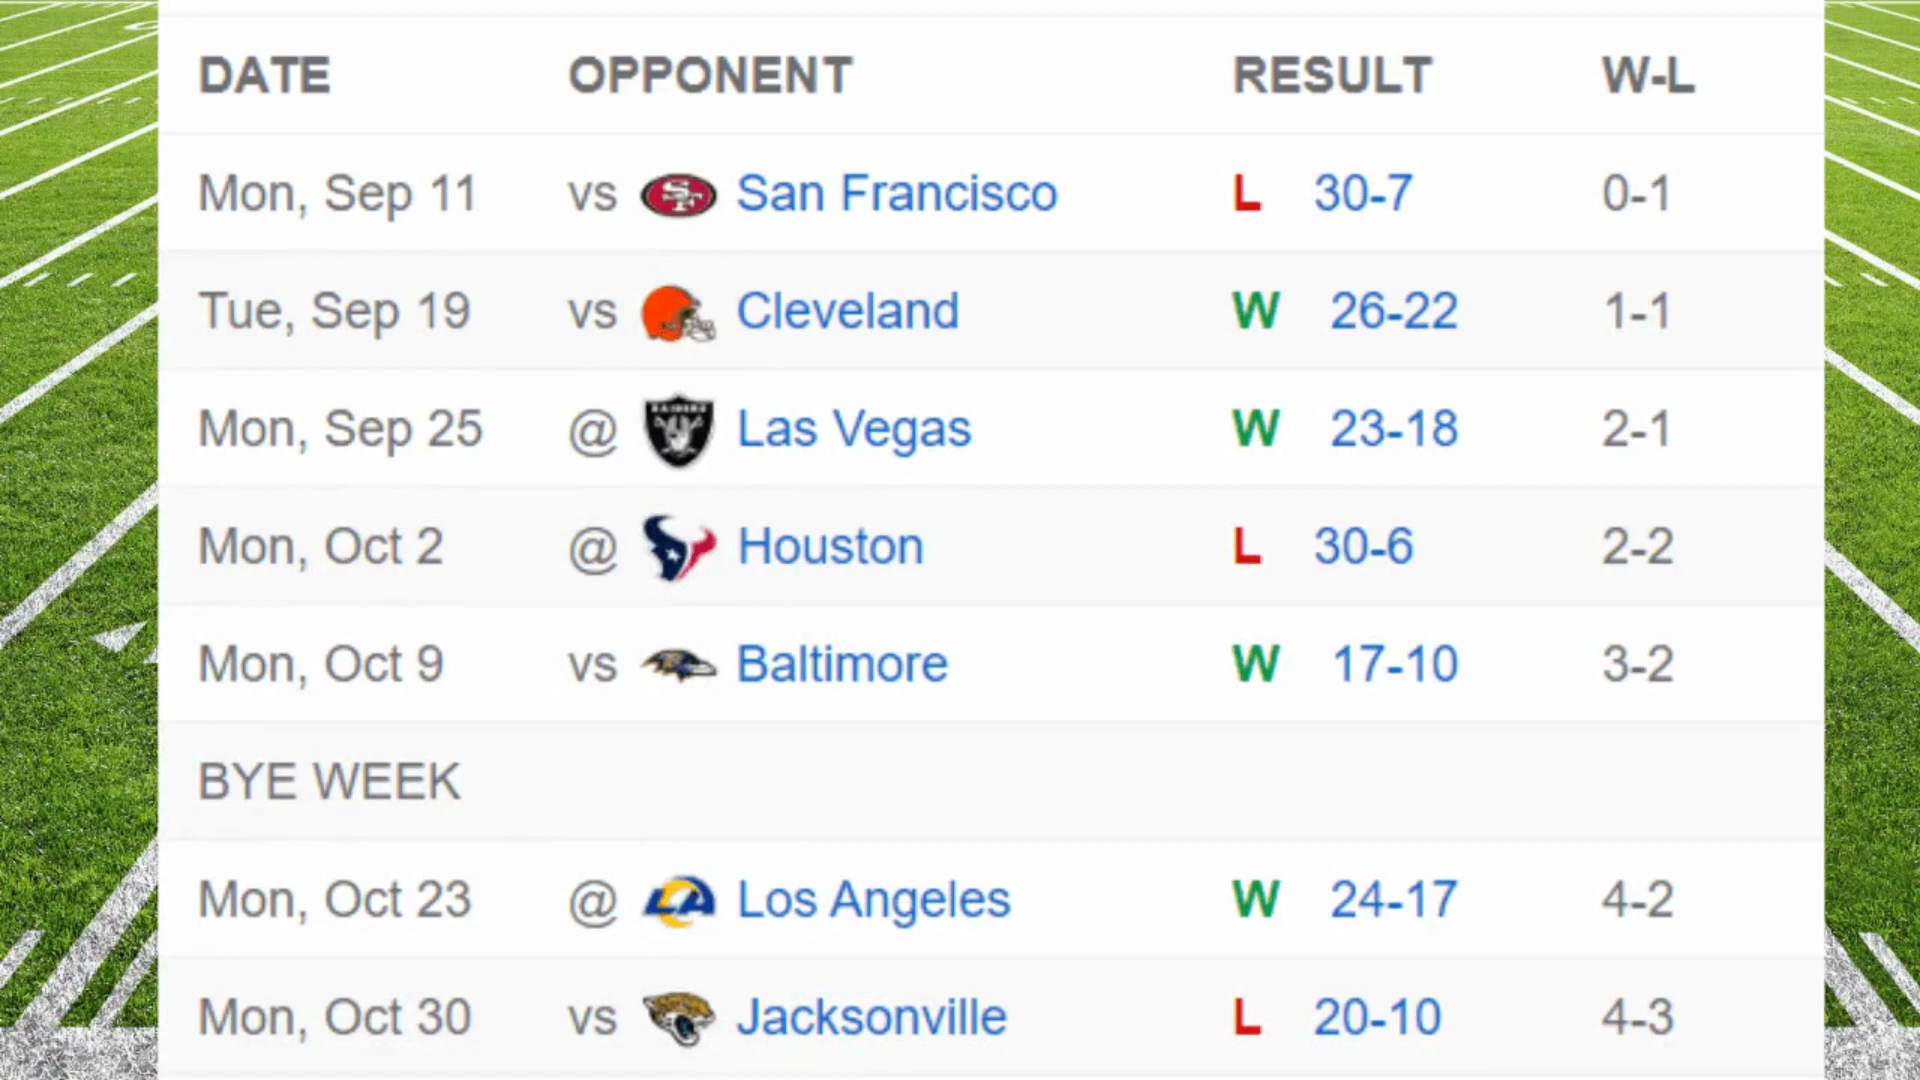 DATE OPPONENT RESULT W-L
Mon, Sep 11 vs San Francisco L 30-7 0-1
Tue, Sep 19 vs Cleveland W 26-22 1-1
Mon, Sep 25 @ Las Vegas W 23-18 2-1
Mon, Oct 2 @ Houston L 30-6 2-2
Mon, Oct 9 vs Baltimore W 17-10 3-2
BYE WEEK
Mon, Oct 23 @ Los Angeles W 24-17 4-2
Mon, Oct 30 vs Jacksonville L 20-10 4-3